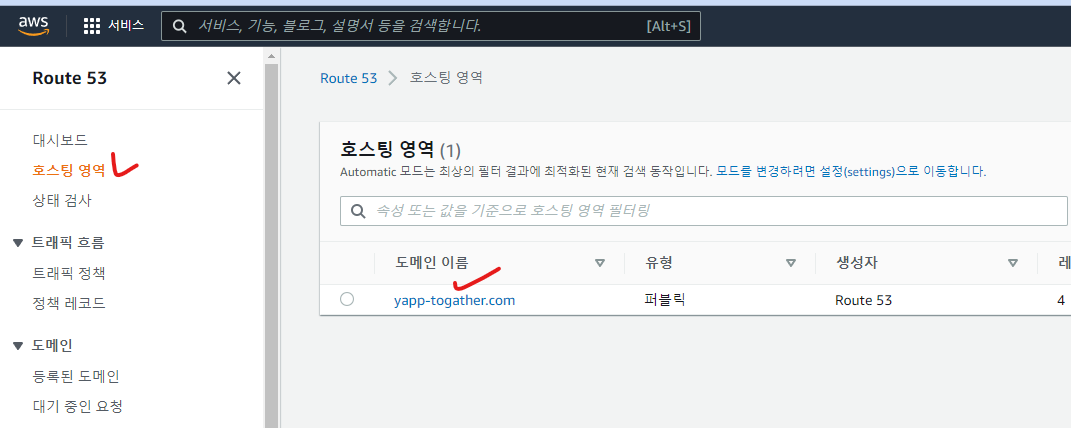 aws
서비스
서비스, 기능, 블로그, 설명서 등을 검색합니다.
[Alt+S]
Route 53
대시보드
호스팅 영역
상태 검사
트래픽 흐름
트래픽 정책
정책 레코드
도메인
등록된 도메인
대기 중인 요청
Route 53 > 호스팅 영역
호스팅 영역 (1)
Automatic 모드는 최상의 필터 결과에 최적화된 현재 검색 동작입니다. 모드를 변경하려면 설정(settings)으로 이동합니다.
속성 또는 값을 기준으로 호스팅 영역 필터링
도메인 이름 유형 생성자 레
yapp-togather.com 퍼블릭 Route 53 4